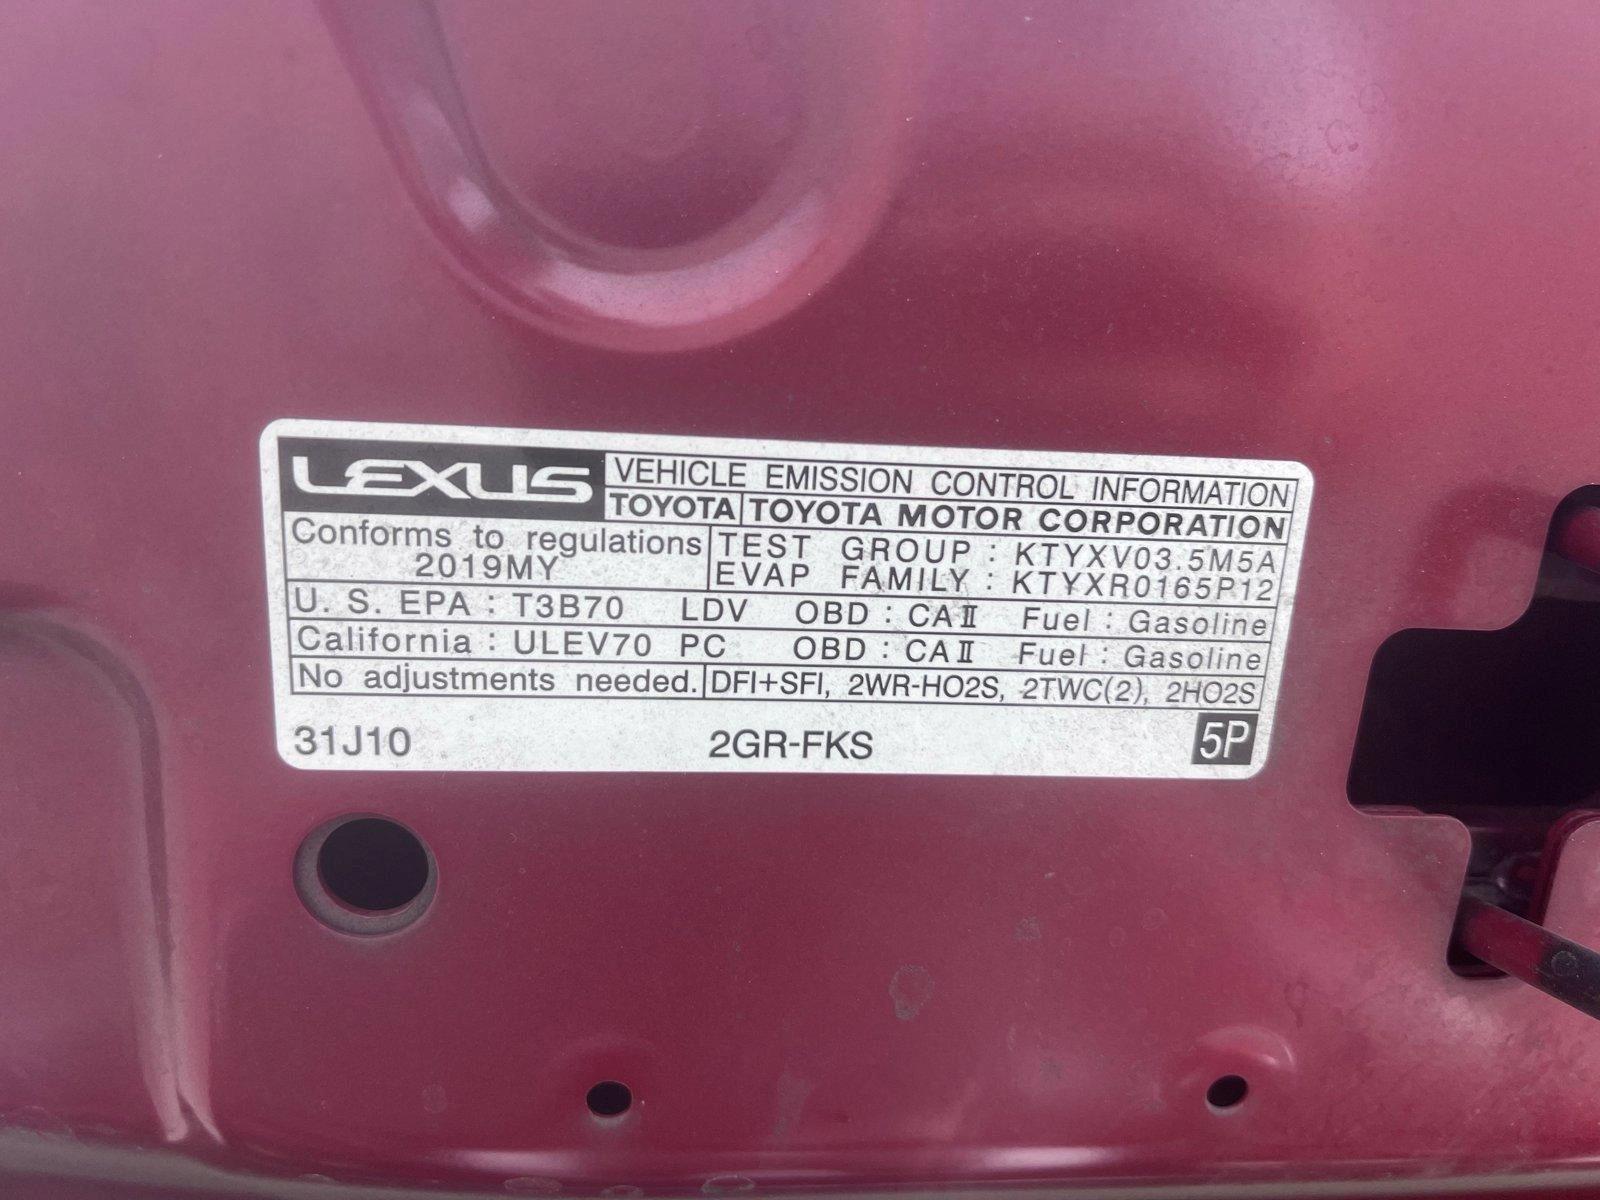 LEXUS VEHICLE EMISSION CONTROL INFORMATION
TOYOTA TOYOTA MOTOR CORPORATION
Conforms to regulations
2019MY
TEST GROUP : KTYXV03.5M5A
EVAP FAMILY : KTYXR0165P12
U. S. EPA : T3B70 LDV OBD : CAⅡ Fuel : Gasoline
California : ULEV70 PC OBD : CAⅡ Fuel : Gasoline
No adjustments needed. DFI+SFI, 2WR-HO2S, 2TWC(2), 2HO2S
31J10 2GR-FKS 5P